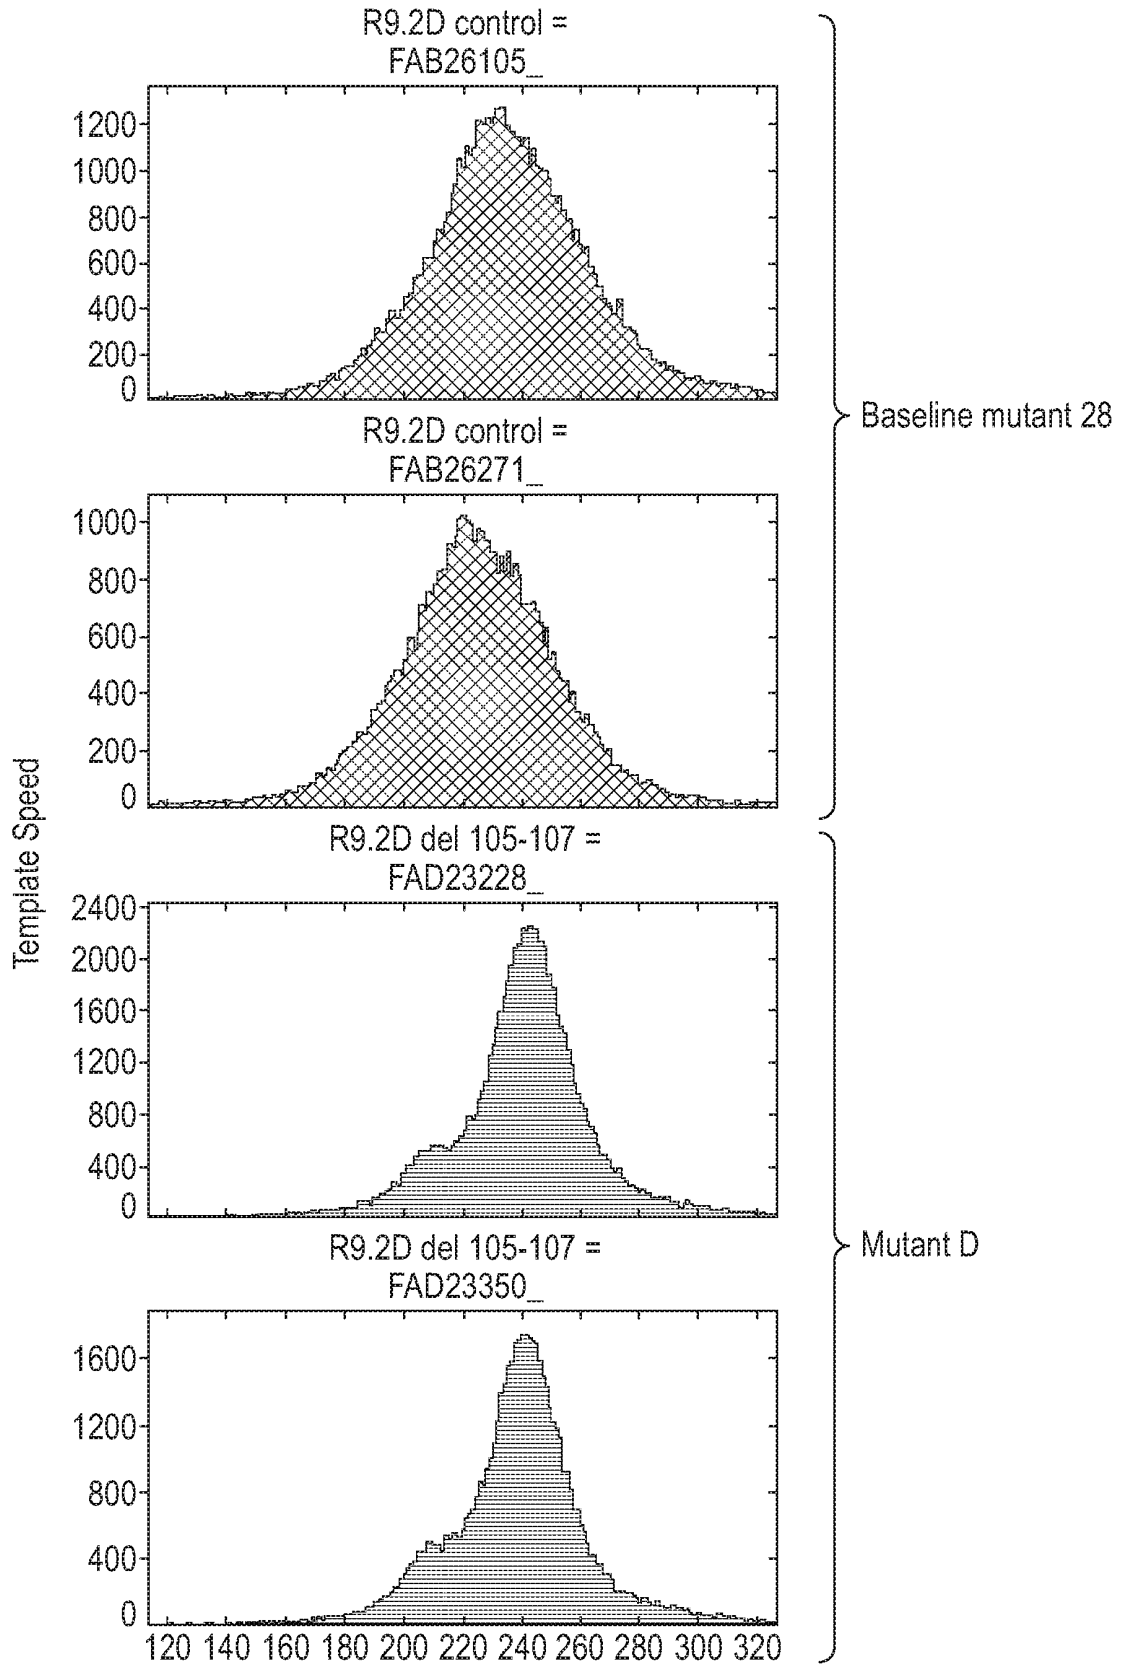 R9.2D control =
FAB26105_
1200
1000
800
600
400
200
0
R9.2D control =
FAB26271_
1000
800
600
400
200
0
Baseline mutant 28
Template Speed
R9.2D del 105-107 =
FAD23228_
2400
2000
1600
1200
800
400
0
R9.2D del 105-107 =
FAD23350_
1600
1200
800
400
0
120 140 160 180 200 220 240 260 280 300 320
Mutant D